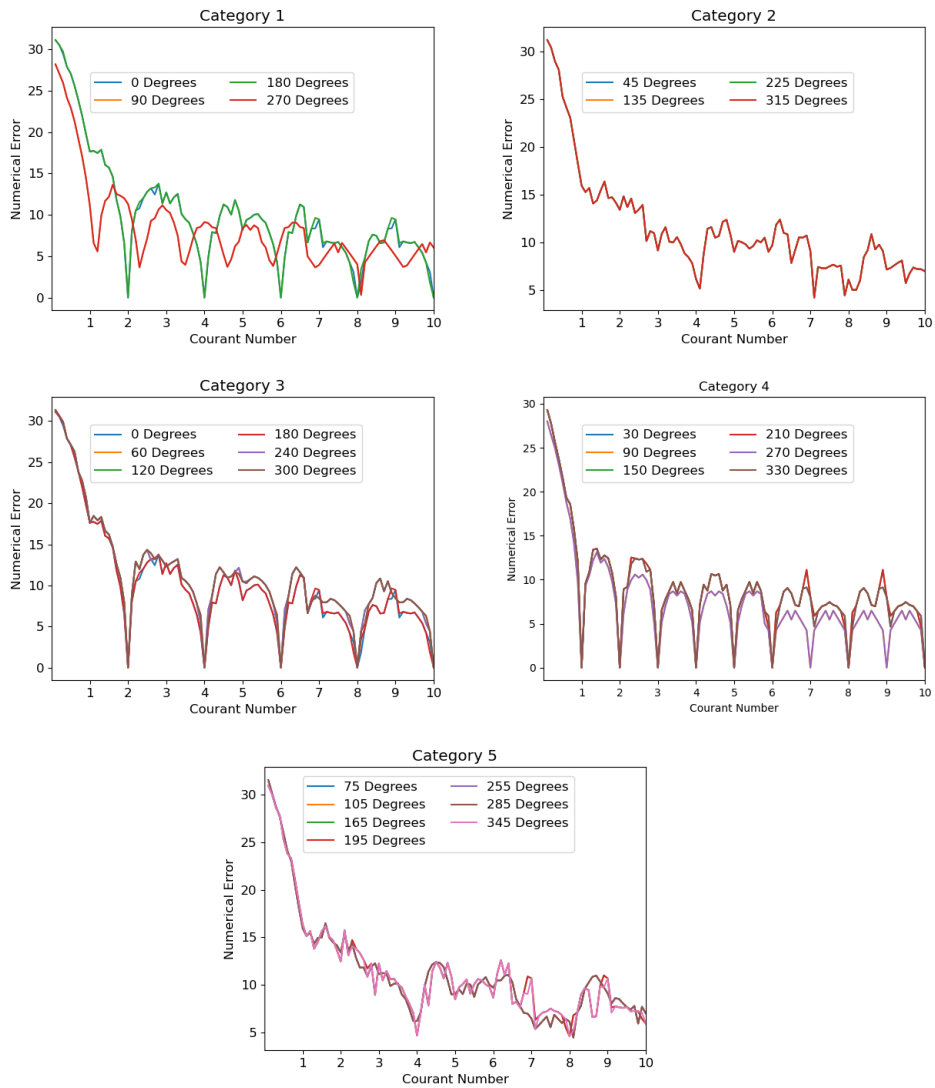 Category 1
Numerical Error
30
25
20
15
10
5
0
0 Degrees 180 Degrees
90 Degrees 270 Degrees
1 2 3 4 5 6 7 8 9 10
Courant Number
Category 2
Numerical Error
30
25
20
15
10
5
45 Degrees 225 Degrees
135 Degrees 315 Degrees
1 2 3 4 5 6 7 8 9 10
Courant Number
Category 3
Numerical Error
30
25
20
15
10
5
0
0 Degrees 180 Degrees
60 Degrees 240 Degrees
120 Degrees 300 Degrees
1 2 3 4 5 6 7 8 9 10
Courant Number
Category 4
Numerical Error
30
25
20
15
10
5
0
30 Degrees 210 Degrees
90 Degrees 270 Degrees
150 Degrees 330 Degrees
1 2 3 4 5 6 7 8 9 10
Courant Number
Category 5
Numerical Error
30
25
20
15
10
5
75 Degrees 255 Degrees
105 Degrees 285 Degrees
165 Degrees 345 Degrees
195 Degrees
1 2 3 4 5 6 7 8 9 10
Courant Number